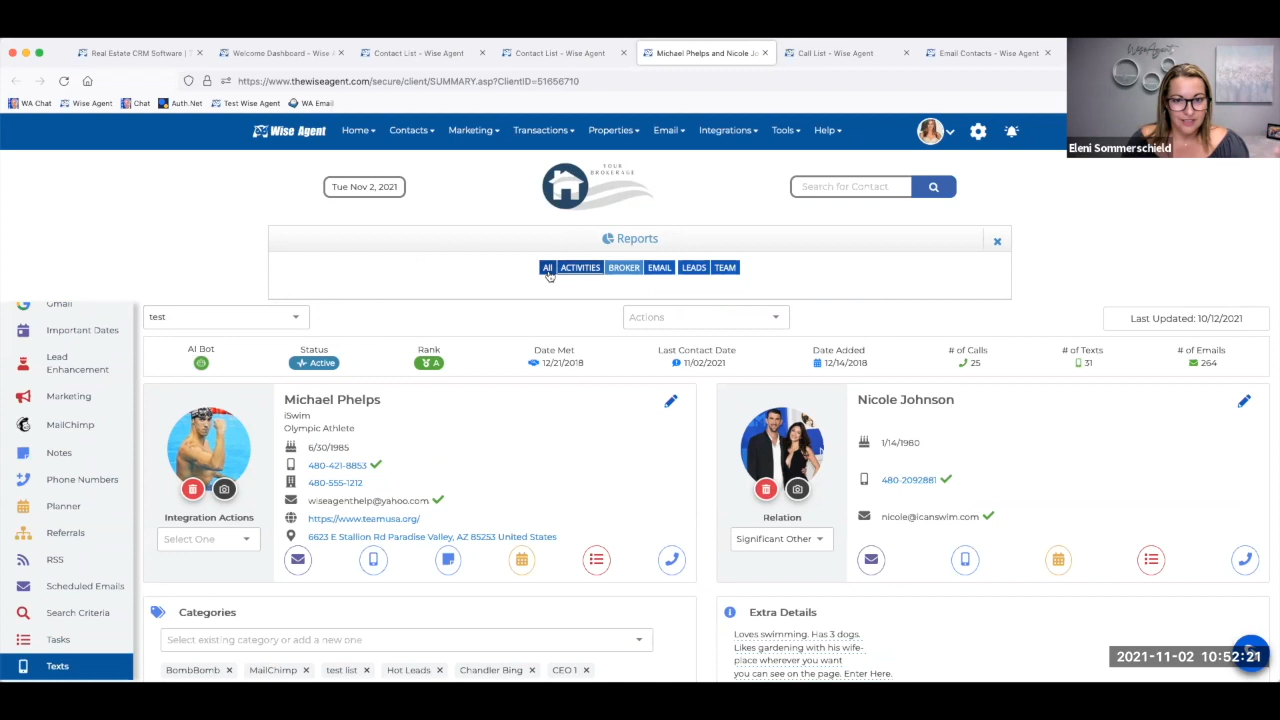 Real Estate CRM Software | T
Welcome Dashboard - Wise A
Contact List - Wise Agent
Contact List - Wise Agent
Michael Phelps and Nicole Jo
Call List - Wise Agent
Email Contacts - Wise Agent
https://www.thewiseagent.com/secure/client/SUMMARY.asp?ClientID=51656710
WA Chat
Wise Agent
Chat
Auth.Net
Test Wise Agent
WA Email
Eleni Sommerschield
Wise Agent
Home
Contacts
Marketing
Transactions
Properties
Email
Integrations
Tools
Help
Tue Nov 2, 2021
YOUR
BROKERAGE
Search for Contact
Reports
All
ACTIVITIES
BROKER
EMAIL
LEADS
TEAM
Gmail
Important Dates
Lead
Enhancement
Marketing
MailChimp
Notes
Phone Numbers
Planner
Referrals
RSS
Scheduled Emails
Search Criteria
Tasks
Texts
test
Actions
Last Updated: 10/12/2021
AI Bot
Status
Active
Rank
A
Date Met
12/21/2018
Last Contact Date
11/02/2021
Date Added
12/14/2018
# of Calls
25
# of Texts
31
# of Emails
264
Michael Phelps
iSwim
Olympic Athlete
6/30/1985
480-421-8853
480-555-1212
wiseagenthelp@yahoo.com
https://www.teamusa.org/
6623 E Stallion Rd Paradise Valley, AZ 85253 United States
Integration Actions
Select One
Nicole Johnson
1/14/1980
480-2092881
nicole@icanswim.com
Relation
Significant Other
Categories
Select existing category or add a new one
BombBomb
MailChimp
test list
Hot Leads
Chandler Bing
CEO 1
Extra Details
Loves swimming. Has 3 dogs.
Likes gardening with his wife-
place wherever you want
you can see on the page. Enter Here.
2021-11-02 10:52:21